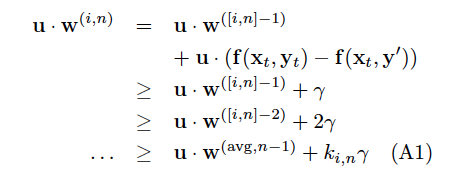 u · w^(i,n) = u · w^([i,n]−1)
+ u · (f(x_t, y_t) − f(x_t, y′))
≥ u · w^([i,n]−1) + γ
≥ u · w^([i,n]−2) + 2γ
… ≥ u · w^(avg,n−1) + k_{i,n}γ (A1)